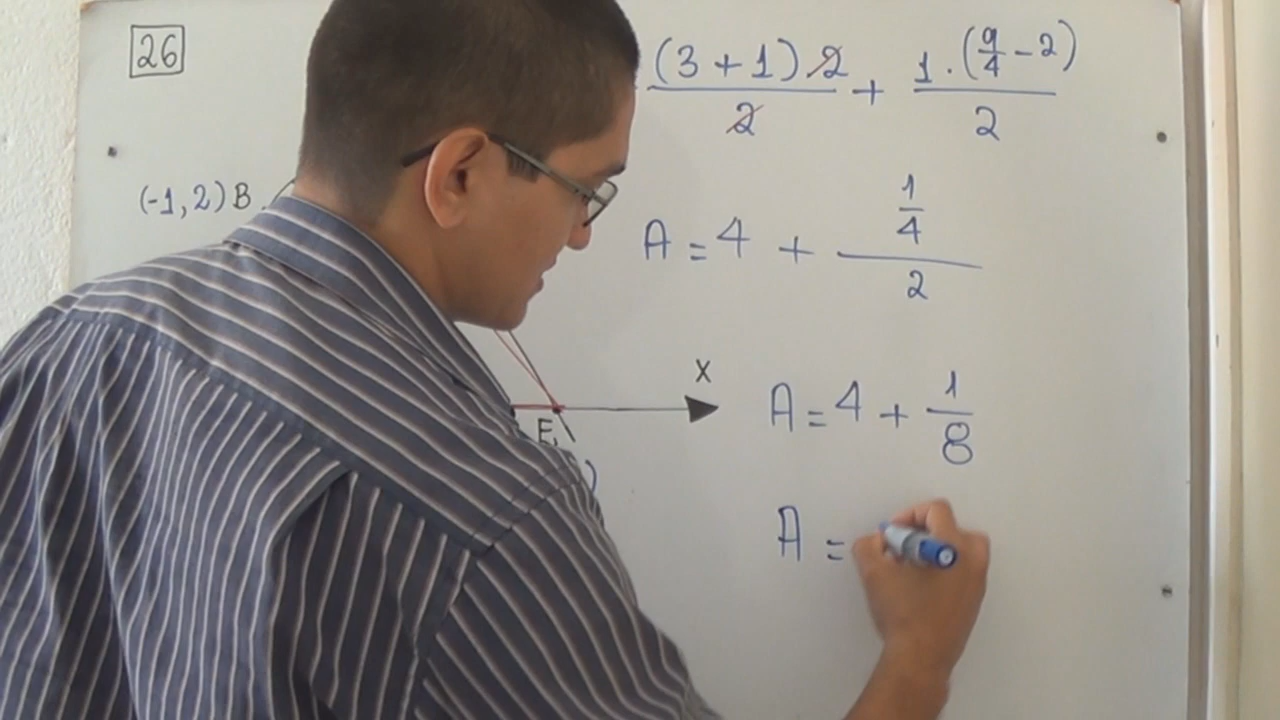 26
(3 + 1) 2 / 2 + 1 . (9/4 - 2) / 2
(-1, 2) B
A = 4 + 1/4 / 2
X
A = 4 + 1/8
E
)
A =